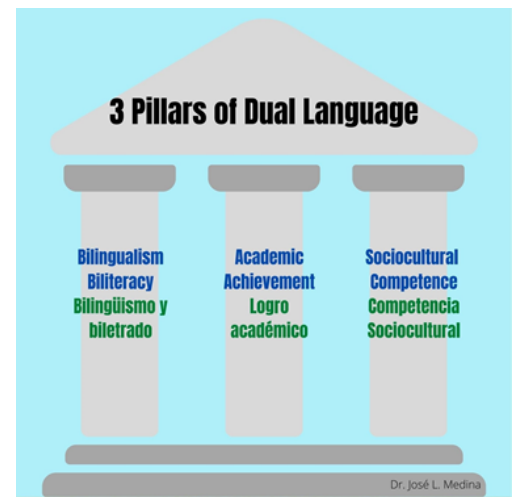 3 Pillars of Dual Language
Bilingualism
Biliteracy
Bilingüismo y
biletrado
Academic
Achievement
Logro
académico
Sociocultural
Competence
Competencia
Sociocultural
Dr. José L. Medina